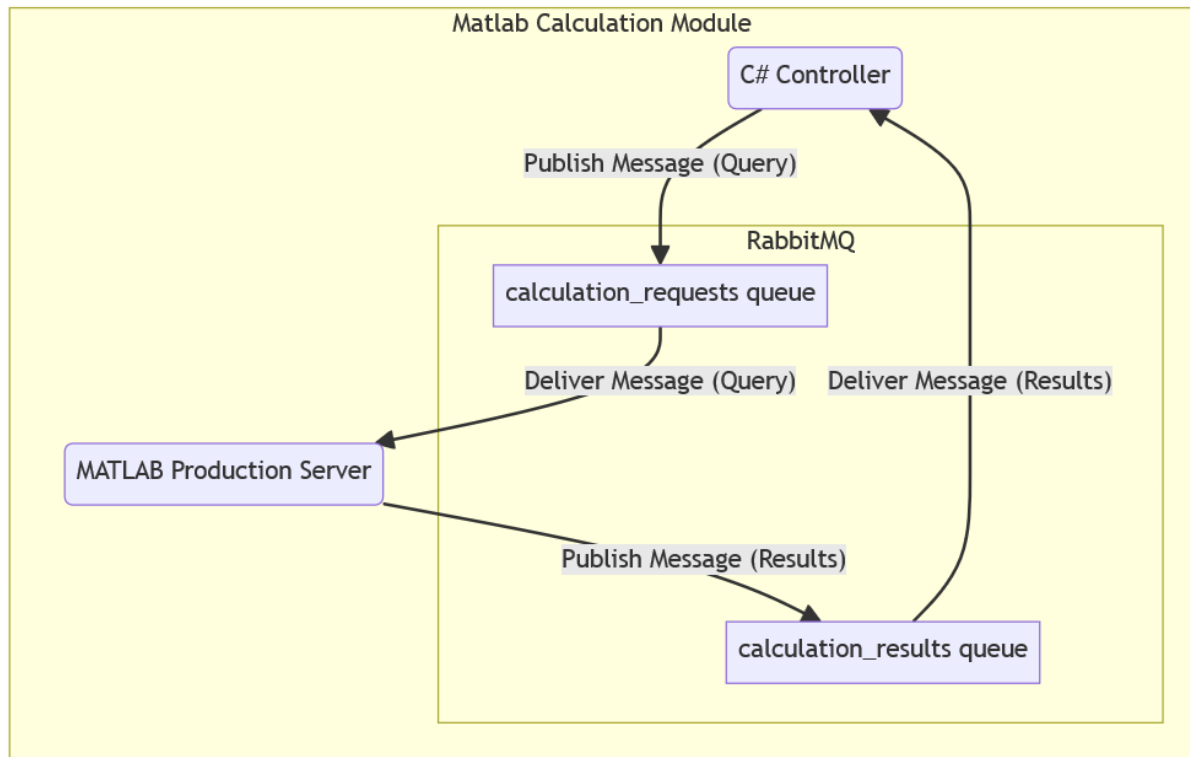 Matlab Calculation Module
C# Controller
Publish Message (Query)
RabbitMQ
calculation_requests queue
Deliver Message (Query)
Deliver Message (Results)
MATLAB Production Server
Publish Message (Results)
calculation_results queue